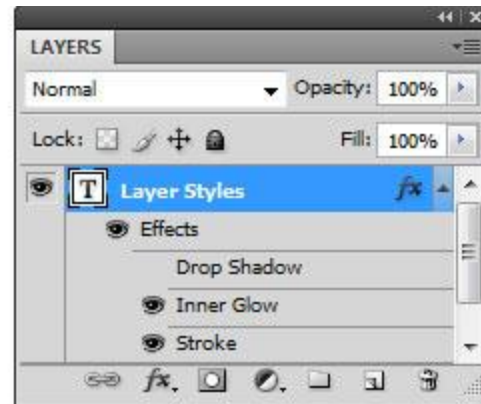 LAYERS
Normal Opacity: 100%
Lock: Fill: 100%
T Layer Styles fx
Effects
Drop Shadow
Inner Glow
Stroke
fx.